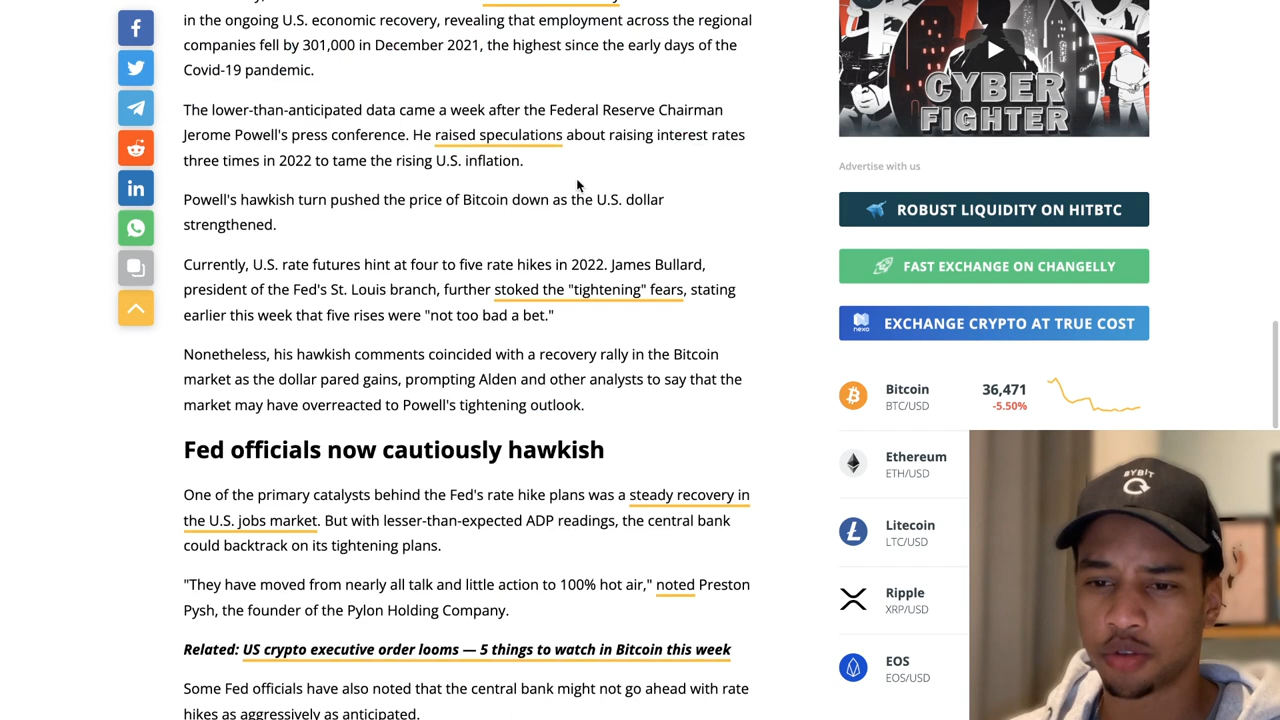 in the ongoing U.S. economic recovery, revealing that employment across the regional
companies fell by 301,000 in December 2021, the highest since the early days of the
Covid-19 pandemic.
The lower-than-anticipated data came a week after the Federal Reserve Chairman
Jerome Powell's press conference. He raised speculations about raising interest rates
three times in 2022 to tame the rising U.S. inflation.
Powell's hawkish turn pushed the price of Bitcoin down as the U.S. dollar
strengthened.
Currently, U.S. rate futures hint at four to five rate hikes in 2022. James Bullard,
president of the Fed's St. Louis branch, further stoked the "tightening" fears, stating
earlier this week that five rises were "not too bad a bet."
Nonetheless, his hawkish comments coincided with a recovery rally in the Bitcoin
market as the dollar pared gains, prompting Alden and other analysts to say that the
market may have overreacted to Powell's tightening outlook.
Fed officials now cautiously hawkish
One of the primary catalysts behind the Fed's rate hike plans was a steady recovery in
the U.S. jobs market. But with lesser-than-expected ADP readings, the central bank
could backtrack on its tightening plans.
"They have moved from nearly all talk and little action to 100% hot air," noted Preston
Pysh, the founder of the Pylon Holding Company.
Related: US crypto executive order looms — 5 things to watch in Bitcoin this week
Some Fed officials have also noted that the central bank might not go ahead with rate
hikes as aggressively as anticipated.
CYBER
FIGHTER
Advertise with us
ROBUST LIQUIDITY ON HITBTC
FAST EXCHANGE ON CHANGELLY
nexo
EXCHANGE CRYPTO AT TRUE COST
Bitcoin 36,471
BTC/USD -5.50%
Ethereum
ETH/USD
Litecoin
LTC/USD
Ripple
XRP/USD
EOS
EOS/USD
BYBIT